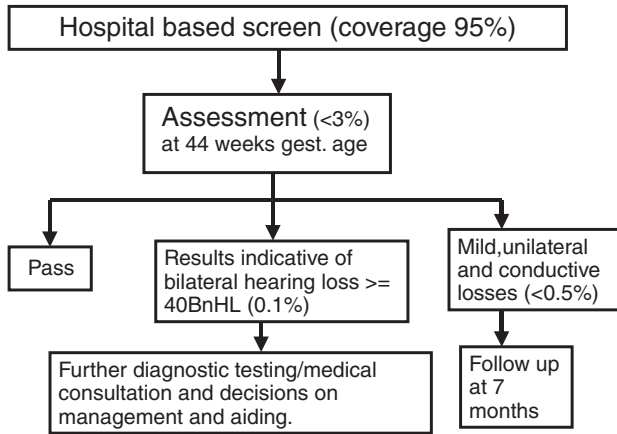 Hospital based screen (coverage 95%)
Assessment (<3%)
at 44 weeks gest. age
Pass
Results indicative of
bilateral hearing loss >=
40BnHL (0.1%)
Mild,unilateral
and conductive
losses (<0.5%)
Further diagnostic testing/medical
consultation and decisions on
management and aiding.
Follow up
at 7
months